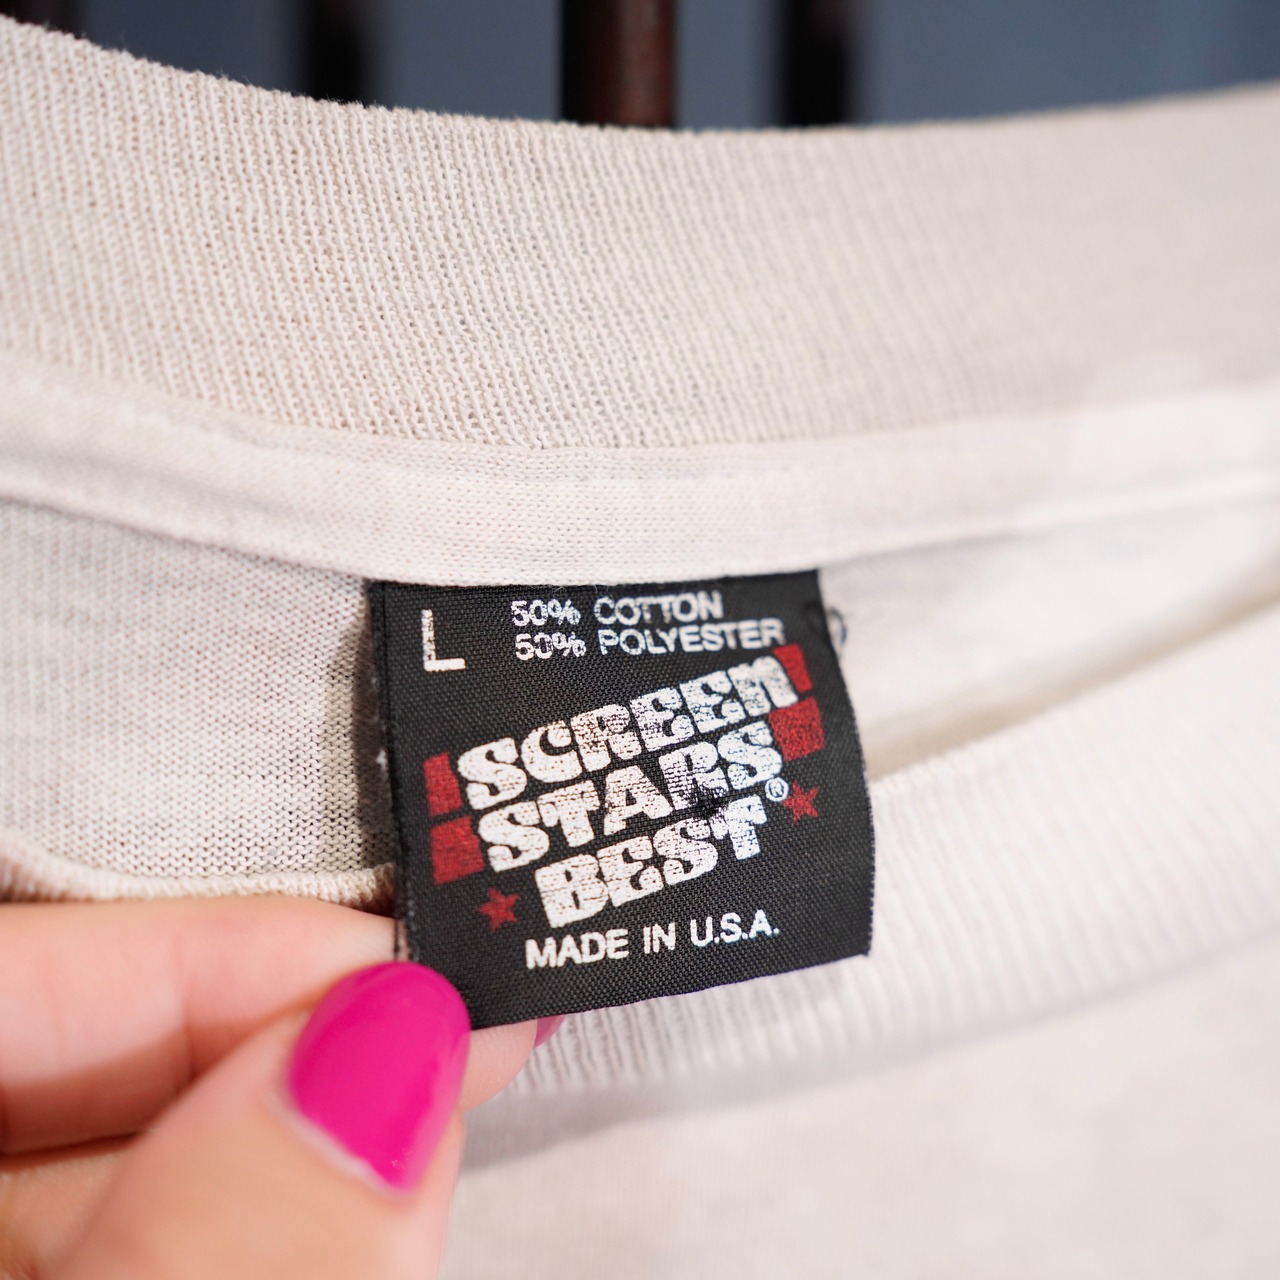 L
50% COTTON
50% POLYESTER
SCREEN
STARS
BEST®
MADE IN U.S.A.